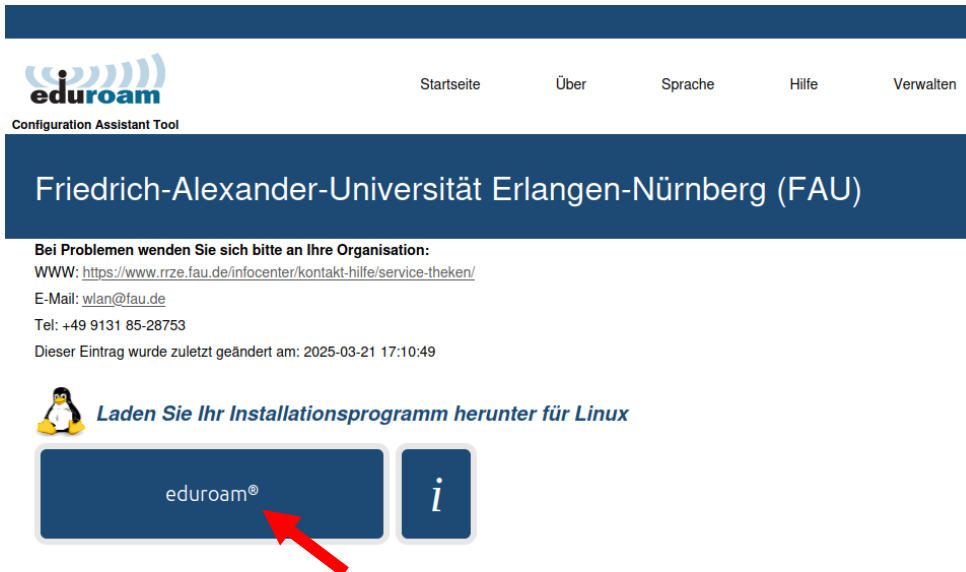 eduroam
Configuration Assistant Tool
Startseite Über Sprache Hilfe Verwalten
Friedrich-Alexander-Universität Erlangen-Nürnberg (FAU)
Bei Problemen wenden Sie sich bitte an Ihre Organisation:
WWW: https://www.rrze.fau.de/infocenter/kontakt-hilfe/service-theken/
E-Mail: wlan@fau.de
Tel: +49 9131 85-28753
Dieser Eintrag wurde zuletzt geändert am: 2025-03-21 17:10:49
Laden Sie Ihr Installationsprogramm herunter für Linux
eduroam® i